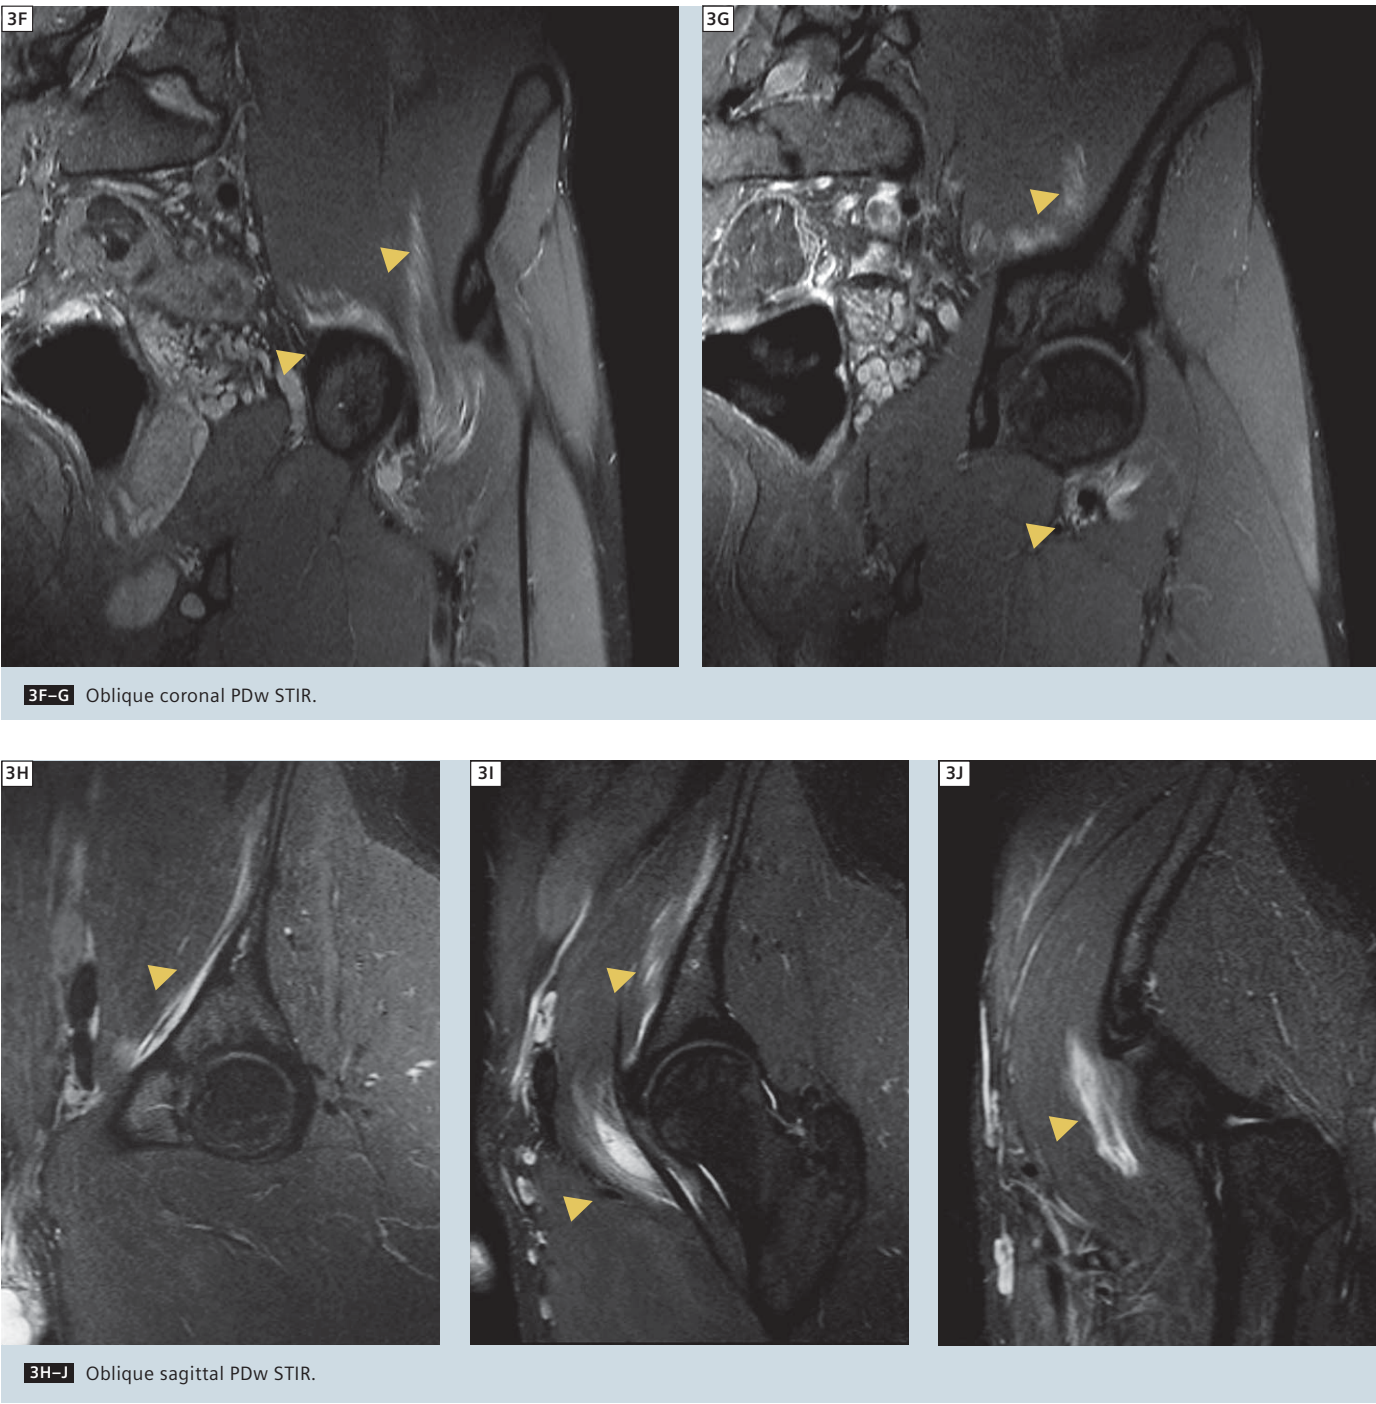 3F
3G
3F–G Oblique coronal PDw STIR.
3H
3I
3J
3H–J Oblique sagittal PDw STIR.